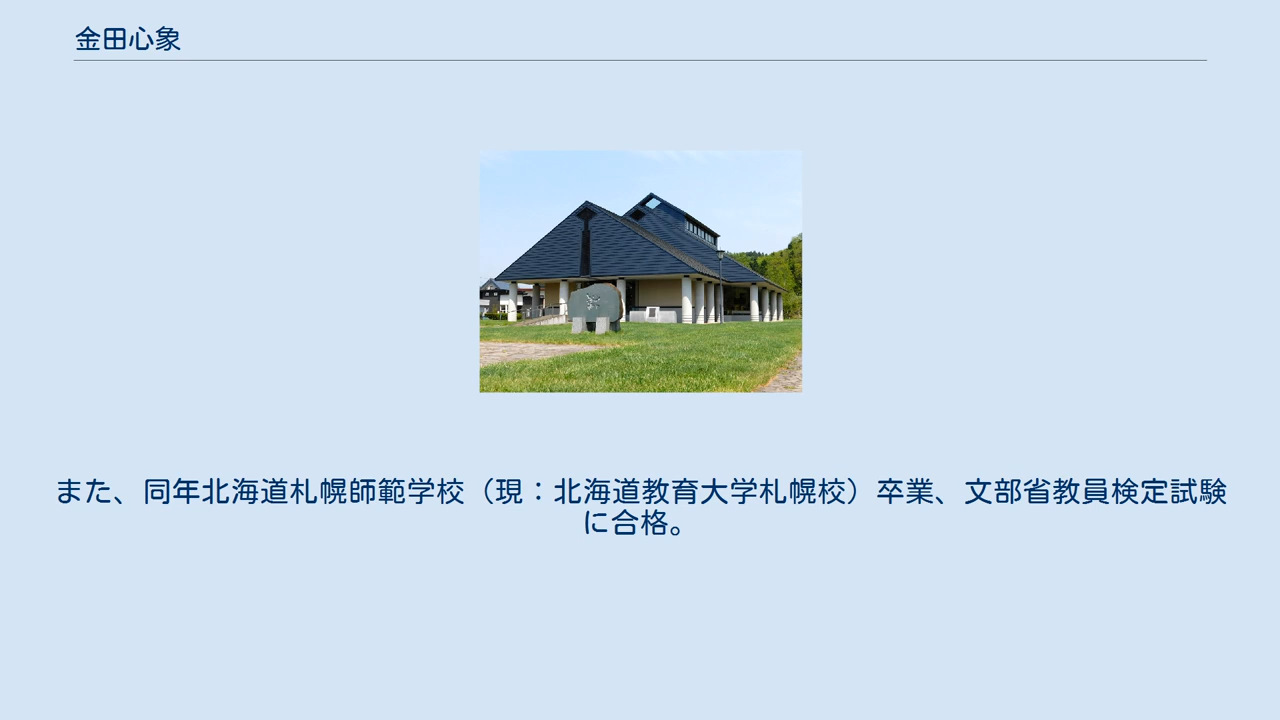 金田心象
また、同年北海道札幌師範学校（現：北海道教育大学札幌校）卒業、文部省教員検定試験
に合格。